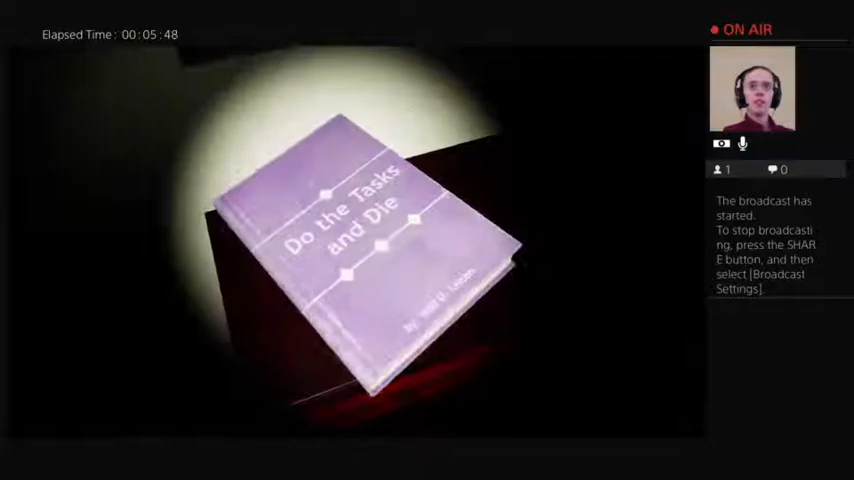 Elapsed Time: 00:05:48
ON AIR
1 0
The broadcast has
started.
To stop broadcasti
ng, press the SHAR
E button, and then
select [Broadcast
Settings].
Do the Tasks
and Die
by